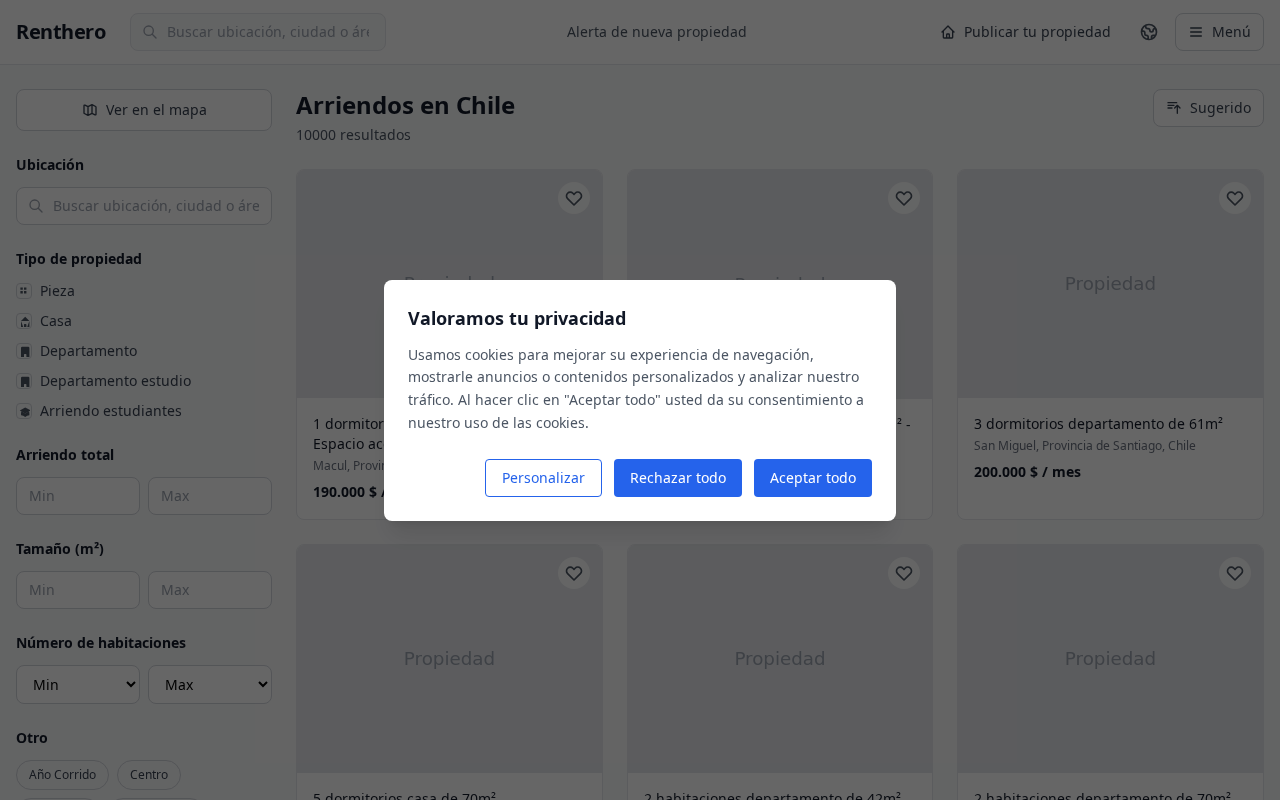 Renthero
Buscar ubicación, ciudad o áre
Alerta de nueva propiedad
Publicar tu propiedad
Menú
Ver en el mapa
Ubicación
Buscar ubicación, ciudad o áre
Tipo de propiedad
Pieza
Casa
Departamento
Departamento estudio
Arriendo estudiantes
Arriendo total
Min
Max
Tamaño (m²)
Min
Max
Número de habitaciones
Min
Max
Otro
Año Corrido
Centro
Arriendos en Chile
10000 resultados
Sugerido
Propiedad
3 dormitorios departamento de 61m²
San Miguel, Provincia de Santiago, Chile
200.000 $ / mes
1 dormit
Espacio ac
Macul, Provin
190.000 $ /
² -
Valoramos tu privacidad
Usamos cookies para mejorar su experiencia de navegación,
mostrarle anuncios o contenidos personalizados y analizar nuestro
tráfico. Al hacer clic en "Aceptar todo" usted da su consentimiento a
nuestro uso de las cookies.
Personalizar
Rechazar todo
Aceptar todo
Propiedad
Propiedad
Propiedad
5 dormitorios casa de 70m²
2 habitaciones departamento de 42m²
2 habitaciones departamento de 70m²